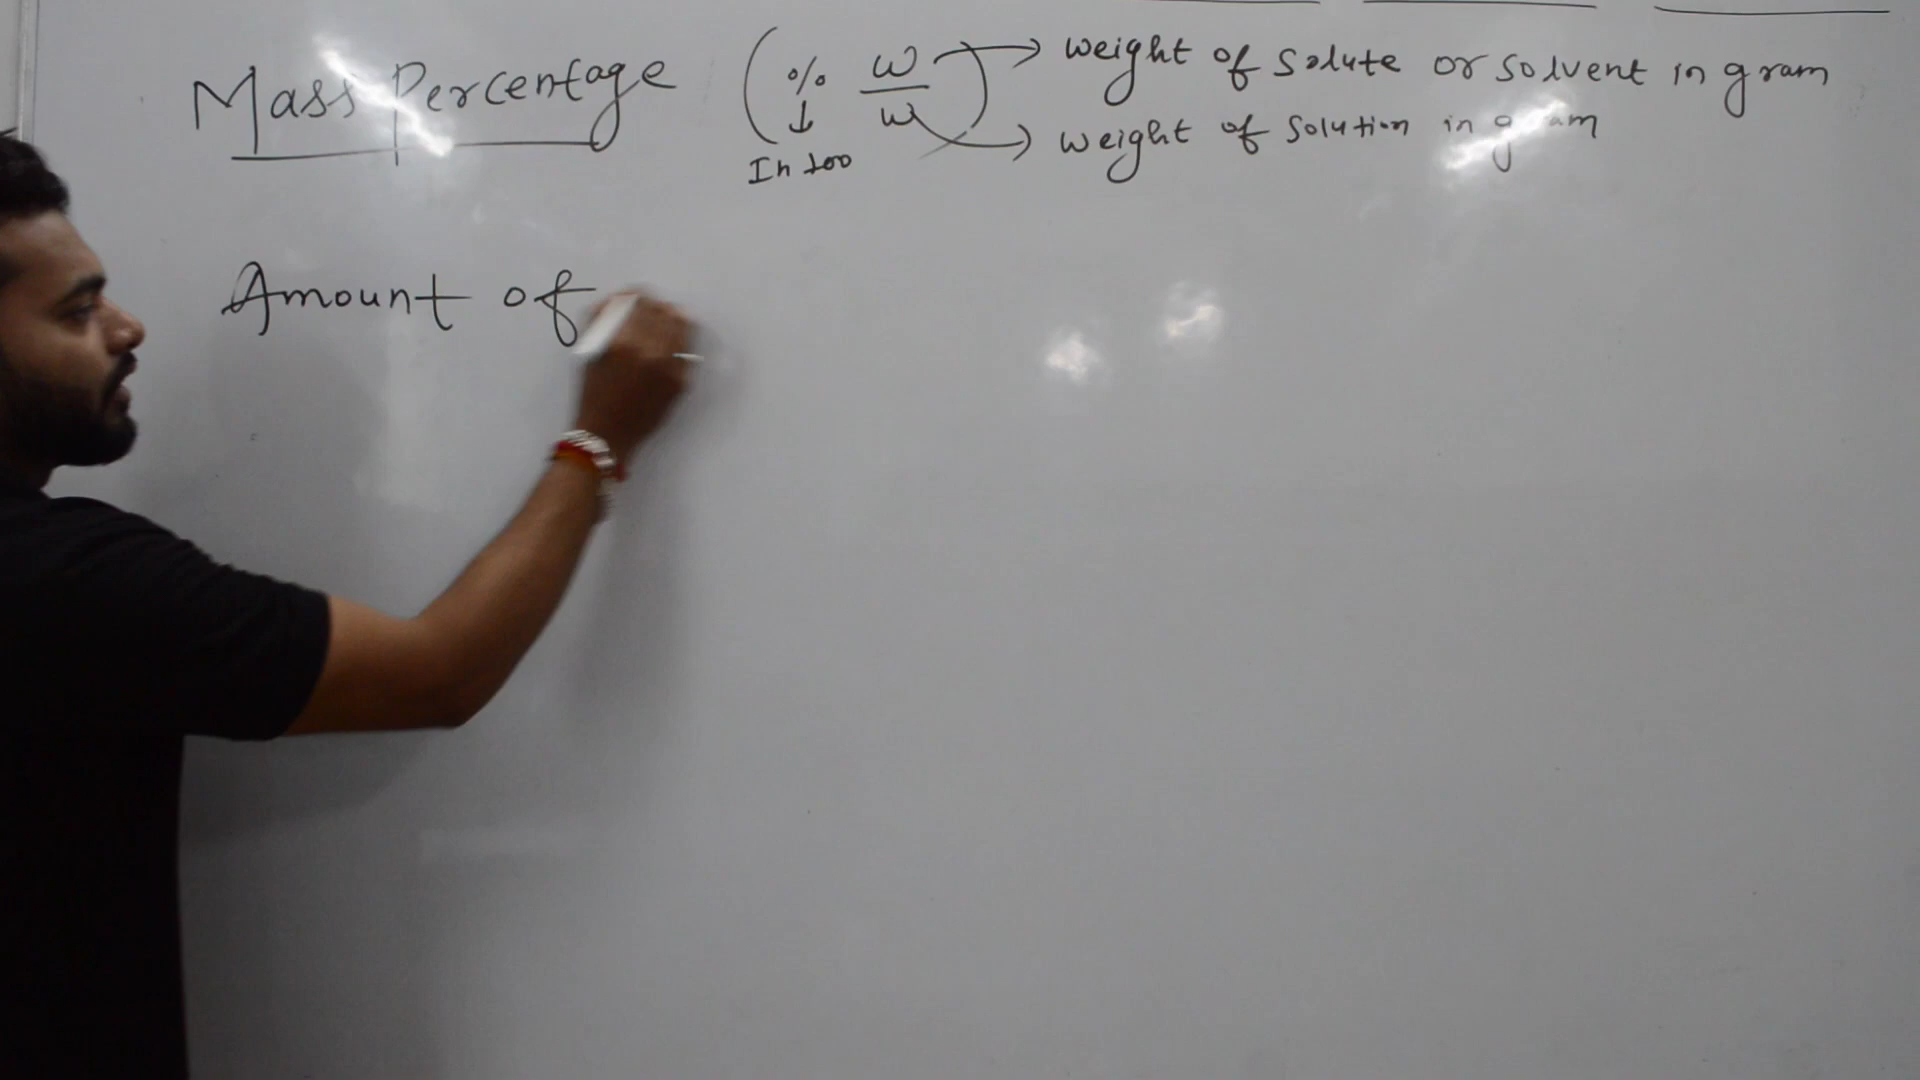 Mass Percentage (% w/w) → weight of solute or solvent in gram
→ weight of solution in gram
↓
In 100
Amount of